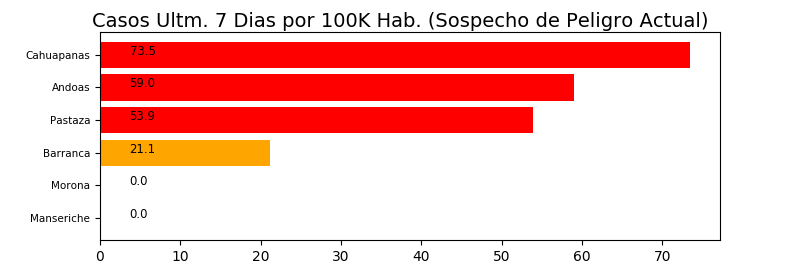 Casos Ultm. 7 Dias por 100K Hab. (Sospecho de Peligro Actual)
Cahuapanas 73.5
Andoas 59.0
Pastaza 53.9
Barranca 21.1
Morona 0.0
Manseriche 0.0
0 10 20 30 40 50 60 70